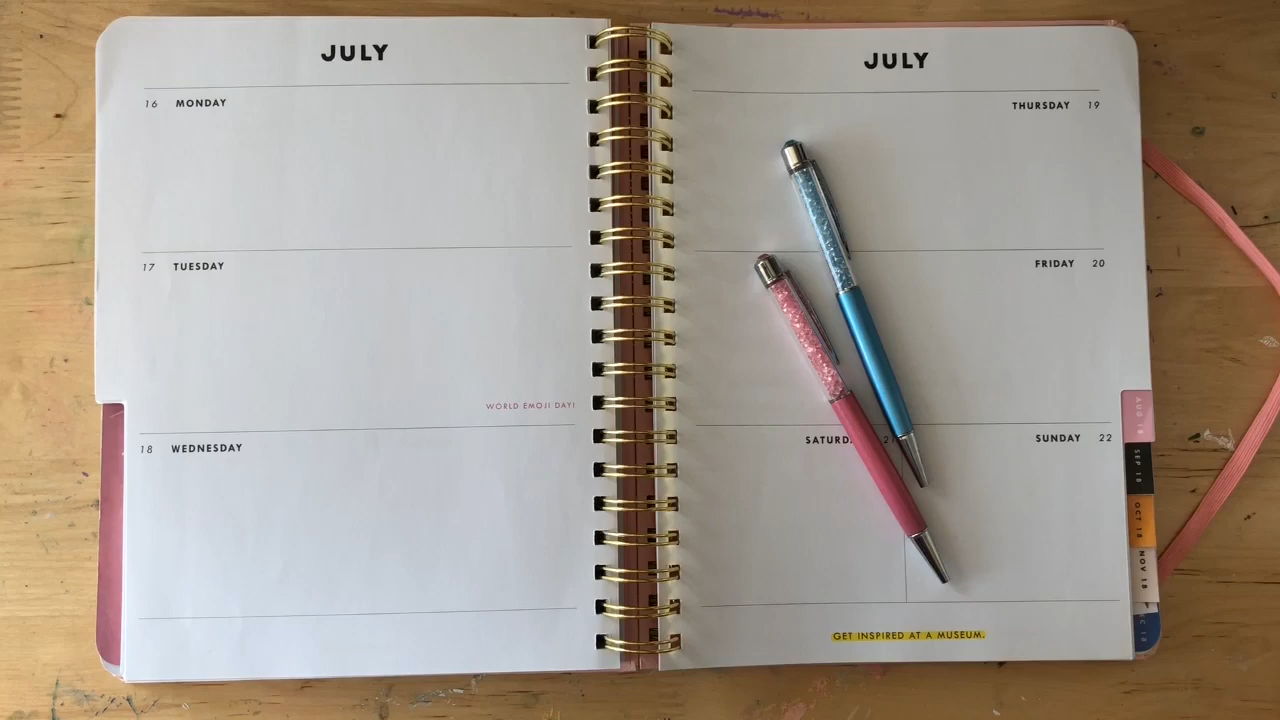 JULY
16 MONDAY
17 TUESDAY
WORLD EMOJI DAY!
18 WEDNESDAY
JULY
THURSDAY 19
FRIDAY 20
21
SUNDAY 22
GET INSPIRED AT A MUSEUM.
AUG 18
SEP 18
OCT 18
NOV 18